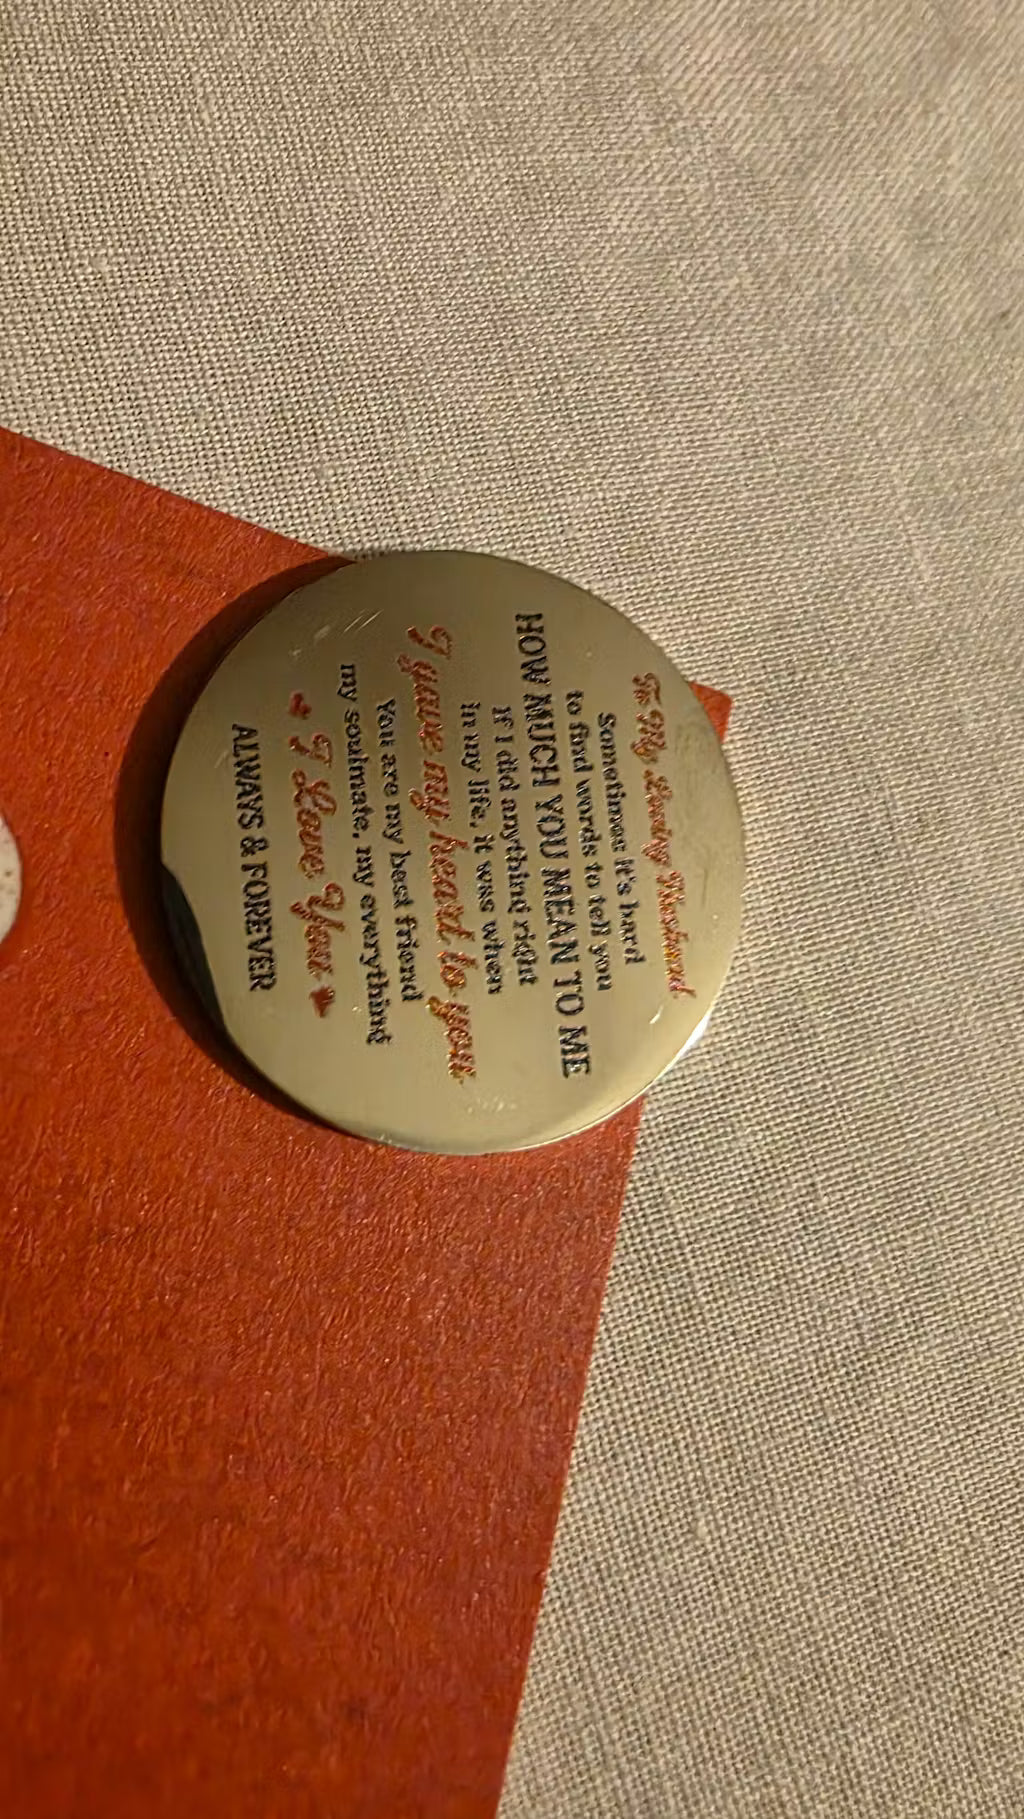 To My Loving Husband
Sometimes it's hard
to find words to tell you
HOW MUCH YOU MEAN TO ME
If I did anything right
in my life, it was when
I gave my heart to you
You are my best friend
my soulmate, my everything
I Love You
ALWAYS & FOREVER